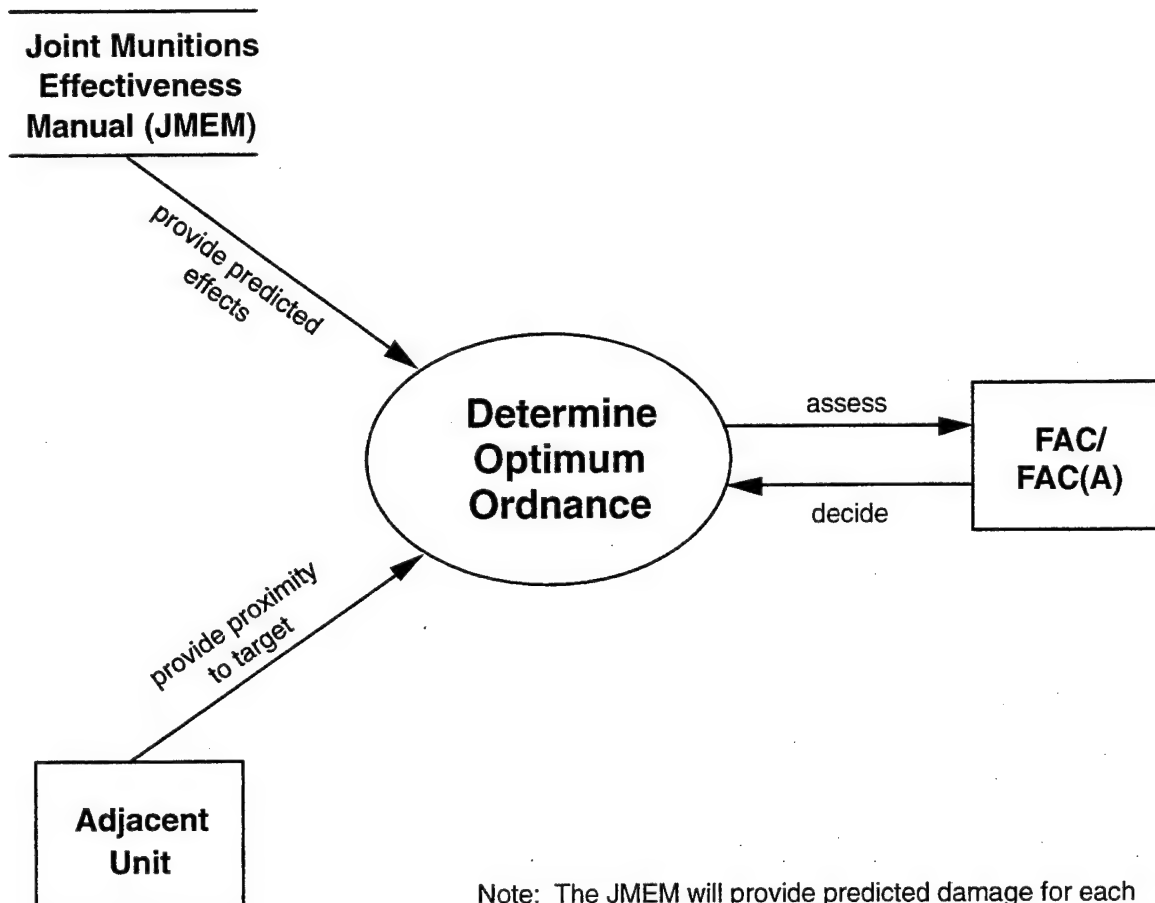 Joint Munitions
Effectiveness
Manual (JMEM)
provide predicted
effects
Determine
Optimum
Ordnance
assess
decide
FAC/
FAC(A)
provide proximity
to target
Adjacent
Unit
Note: The JMEM will provide predicted damage for each